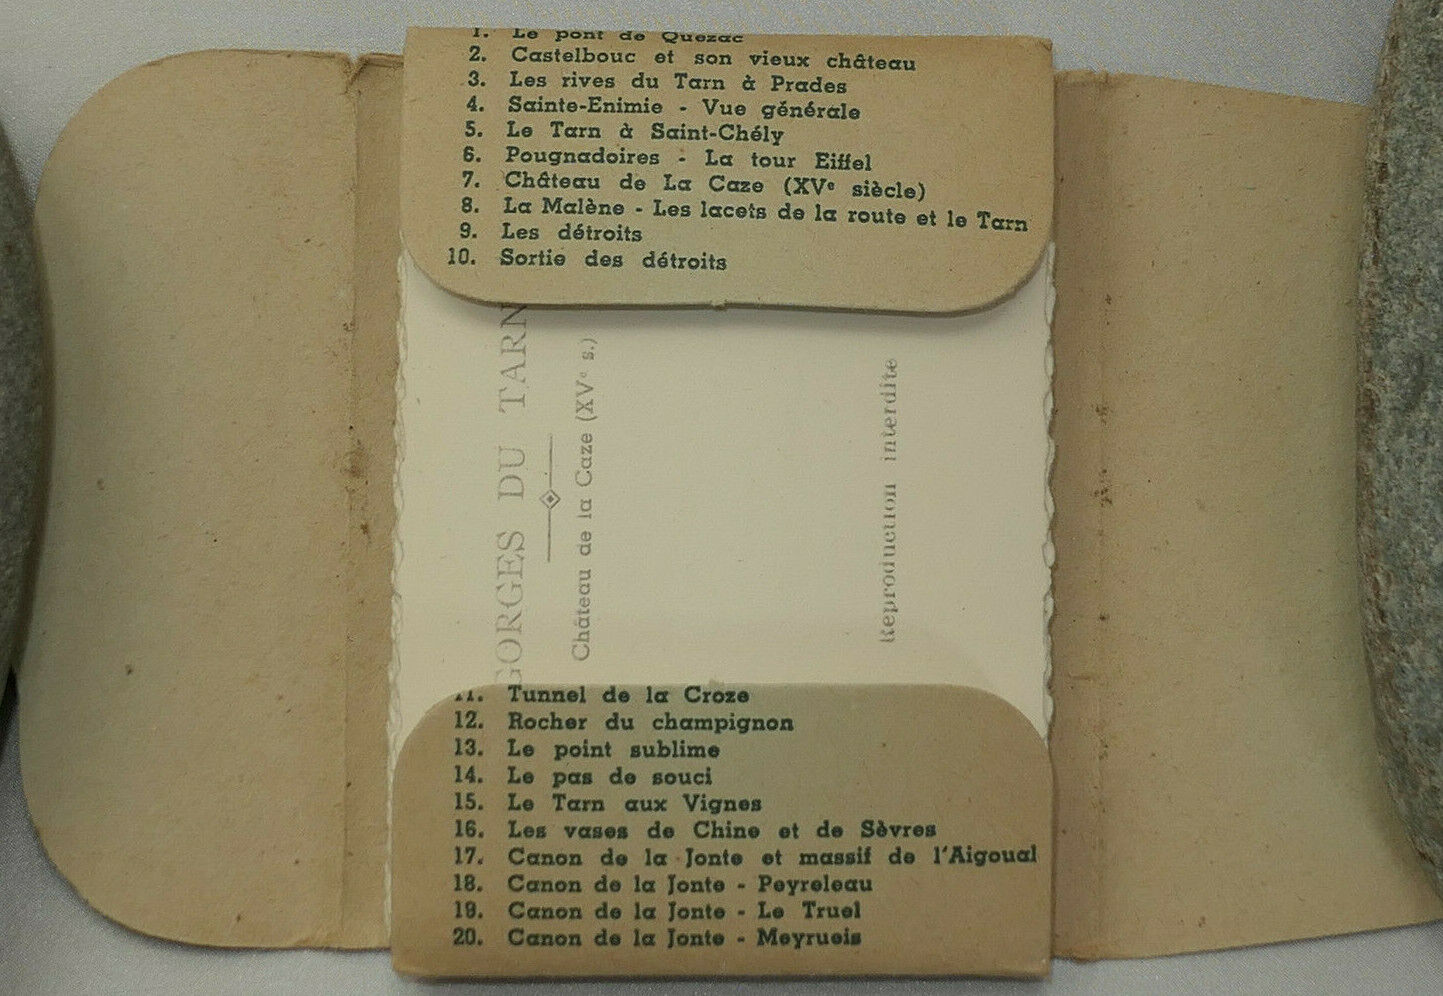 1. Le pont de Quezac
2. Castelbouc et son vieux château
3. Les rives du Tarn à Prades
4. Sainte-Enimie - Vue générale
5. Le Tarn à Saint-Chély
6. Pougnadoires - La tour Eiffel
7. Château de La Caze (XVe siècle)
8. La Malène - Les lacets de la route et le Tarn
9. Les détroits
10. Sortie des détroits
GORGES DU TARN
Château de la Caze (XVe s.)
Reproduction interdite
11. Tunnel de la Croze
12. Rocher du champignon
13. Le point sublime
14. Le pas de souci
15. Le Tarn aux Vignes
16. Les vases de Chine et de Sèvres
17. Canon de la Jonte et massif de l'Aigoual
18. Canon de la Jonte - Peyreleau
19. Canon de la Jonte - Le Truel
20. Canon de la Jonte - Meyrueis